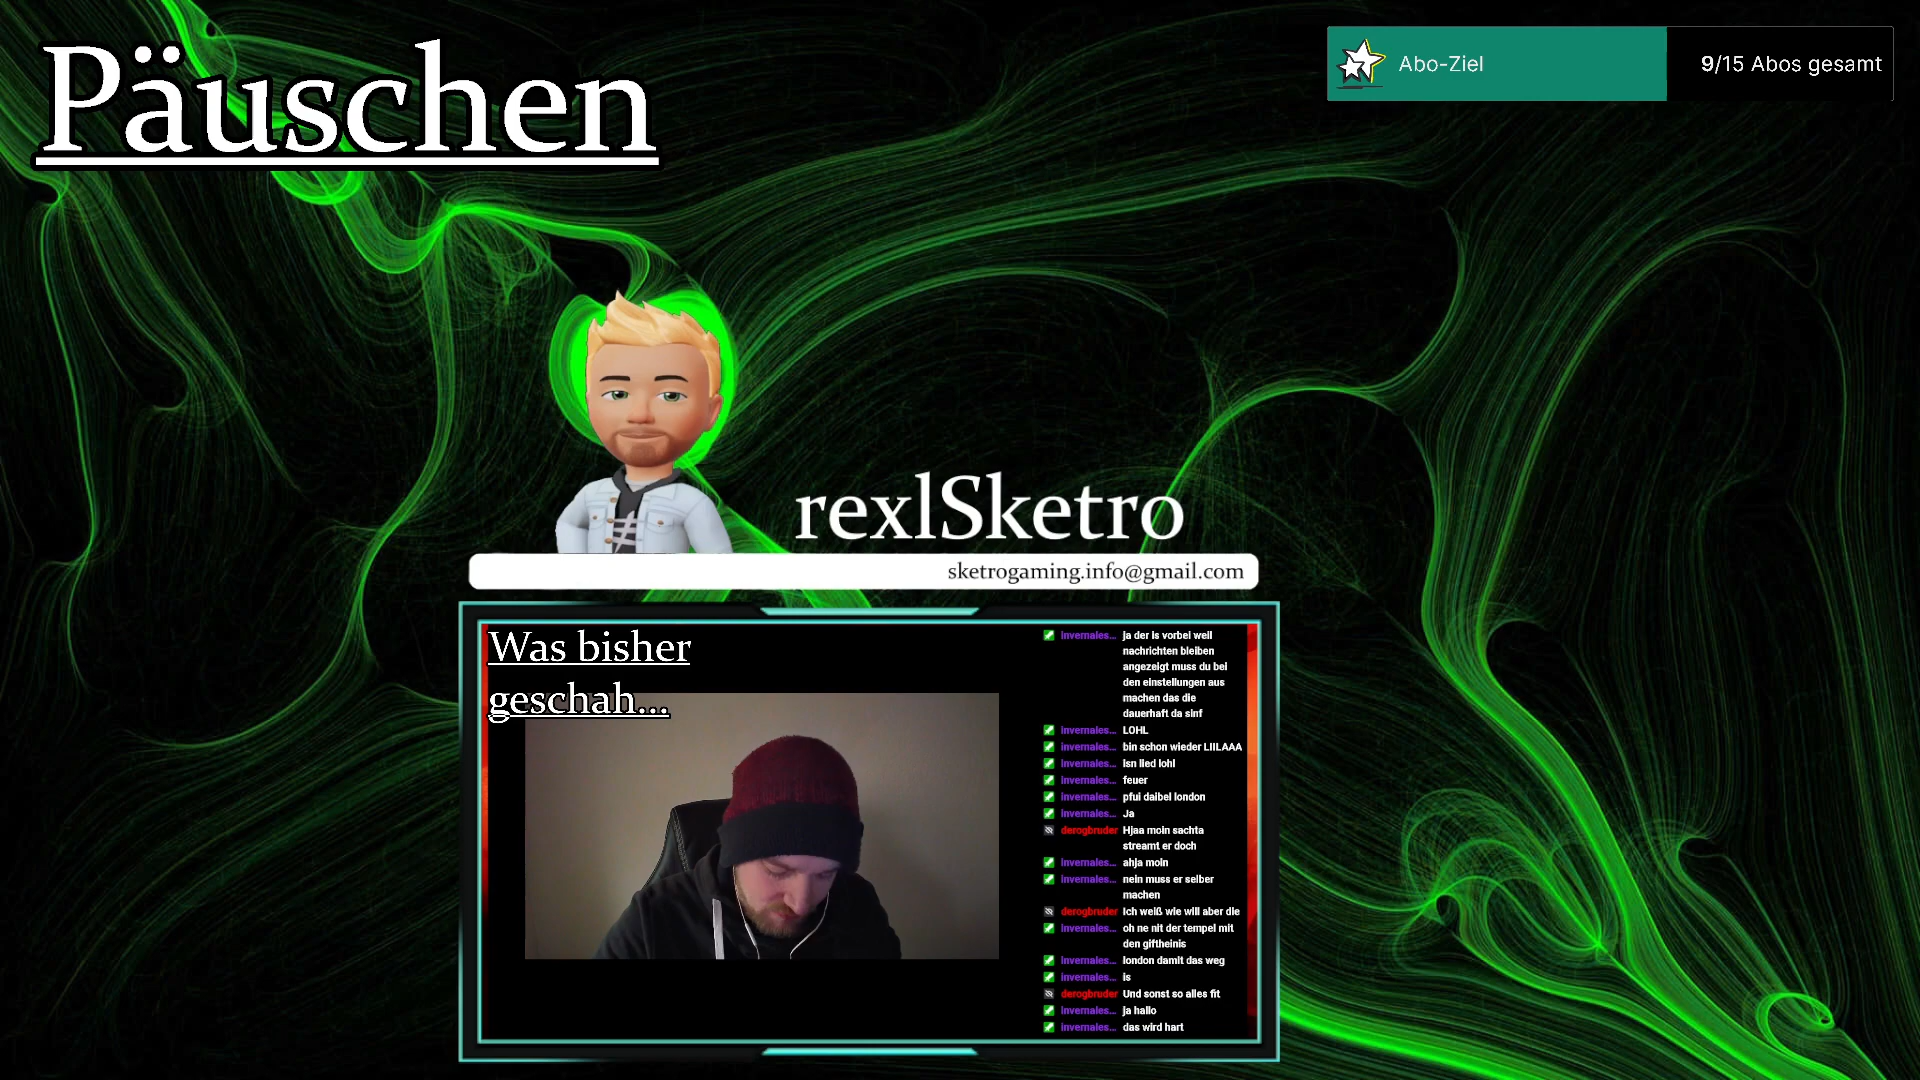 Päuschen
Abo-Ziel
9/15 Abos gesamt
rexlSketro
sketrogaming.info@gmail.com
Was bisher
geschah...
invernales... ja der is vorbei weil
nachrichten bleiben
angezeigt muss du bei
den einstellungen aus
machen das die
dauerhaft da sinf
invernales... LOHL
invernales... bin schon wieder LIILAAA
invernales... isn lied lohl
invernales... feuer
invernales... pfui daibel london
invernales... Ja
derogbruder Hjaa moin sachta
streamt er doch
invernales... ahja moin
invernales... nein muss er selber
machen
derogbruder Ich weiß wie will aber die
invernales... oh ne nit der tempel mit
den giftheinis
invernales... london damit das weg
invernales... is
derogbruder Und sonst so alles fit
invernales... ja hallo
invernales... das wird hart